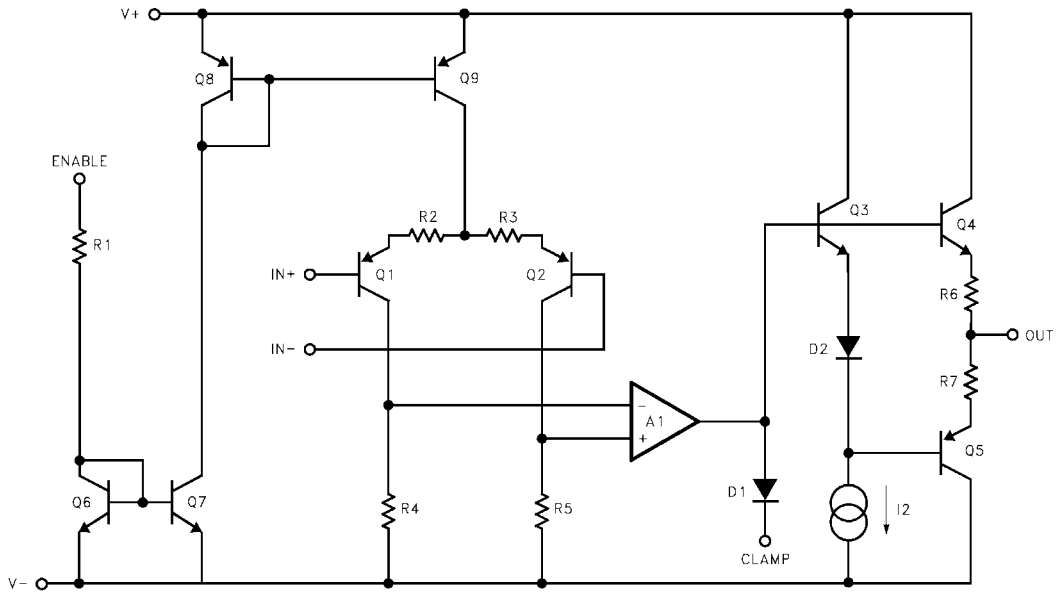 V+
Q8
Q9
ENABLE
R1
R2
R3
Q3
Q4
IN+
Q1
Q2
R6
IN-
OUT
D2
R7
-
A1
+
Q5
Q6
Q7
R4
R5
D1
I2
CLAMP
V-